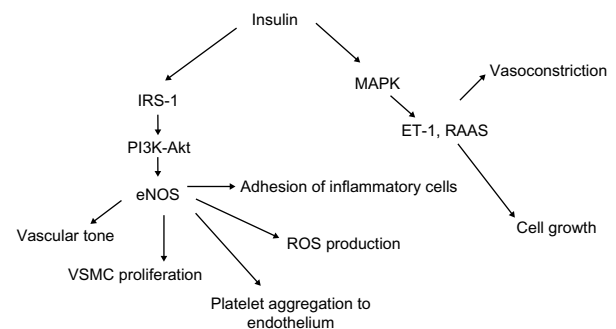 Insulin
Vasoconstriction
MAPK
IRS-1
ET-1, RAAS
PI3K-Akt
eNOS
Adhesion of inflammatory cells
Vascular tone
Cell growth
ROS production
VSMC proliferation
Platelet aggregation to
endothelium